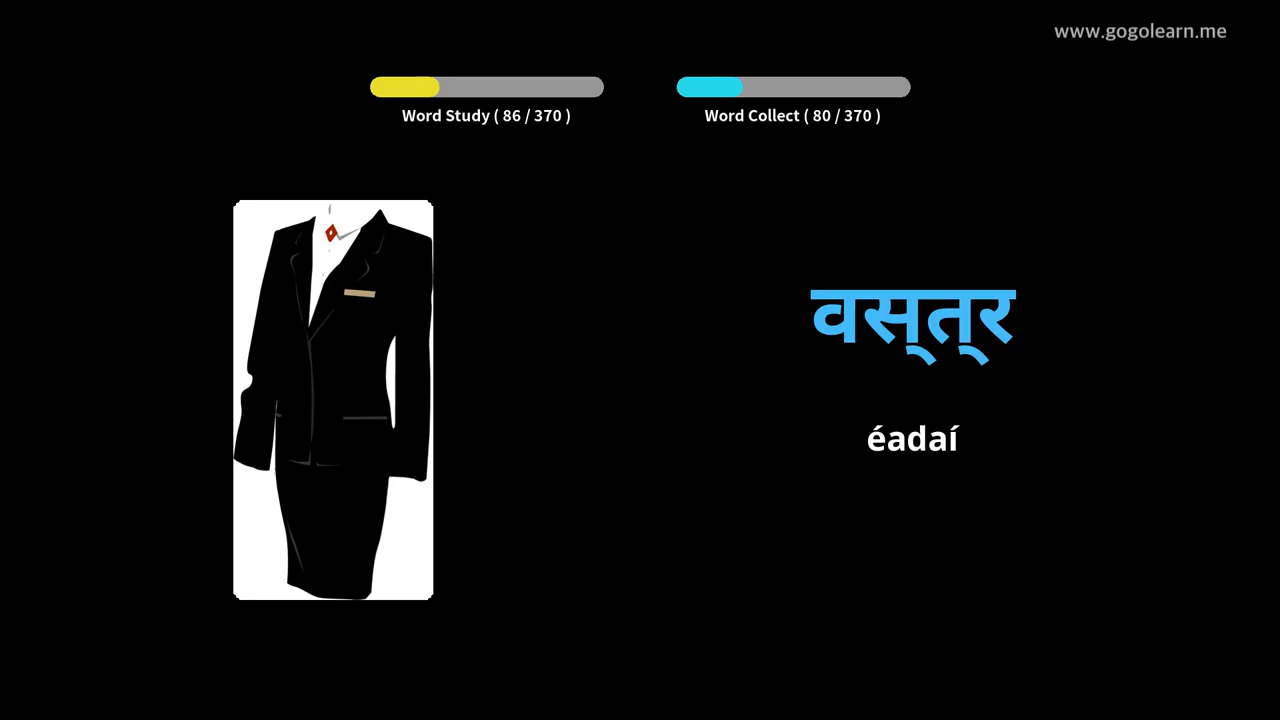 www.gogolearn.me
Word Study ( 86 / 370 )
Word Collect ( 80 / 370 )
वस्‌त्‌र
éadaí